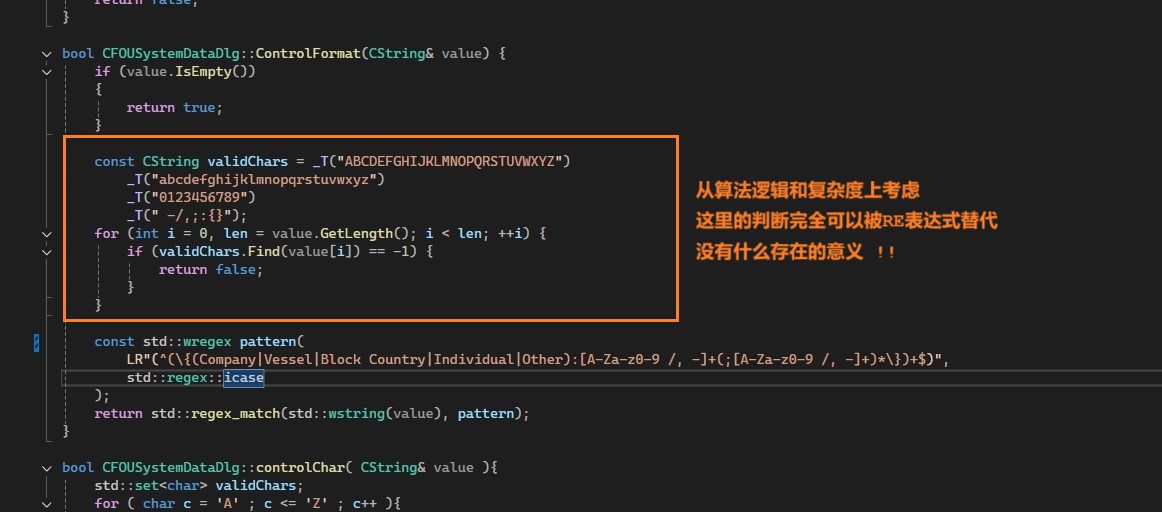 return false;
}
bool CFOUSystemDataDlg::ControlFormat(CString& value) {
if (value.IsEmpty())
{
return true;
}
const CString validChars = _T("ABCDEFGHIJKLMNOPQRSTUVWXYZ")
_T("abcdefghijklmnopqrstuvwxyz")
_T("0123456789")
_T(" -/,;:{}");
for (int i = 0, len = value.GetLength(); i < len; ++i) {
if (validChars.Find(value[i]) == -1) {
return false;
}
}
从算法逻辑和复杂度上考虑
这里的判断完全可以被RE表达式替代
没有什么存在的意义 !!
const std::wregex pattern(
LR"(^(\{(Company|Vessel|Block Country|Individual|Other):[A-Za-z0-9 /, -]+(;[A-Za-z0-9 /, -]+)*\})+$)",
std::regex::icase
);
return std::regex_match(std::wstring(value), pattern);
}
bool CFOUSystemDataDlg::controlChar( CString& value ){
std::set<char> validChars;
for ( char c = 'A' ; c <= 'Z' ; c++ ){